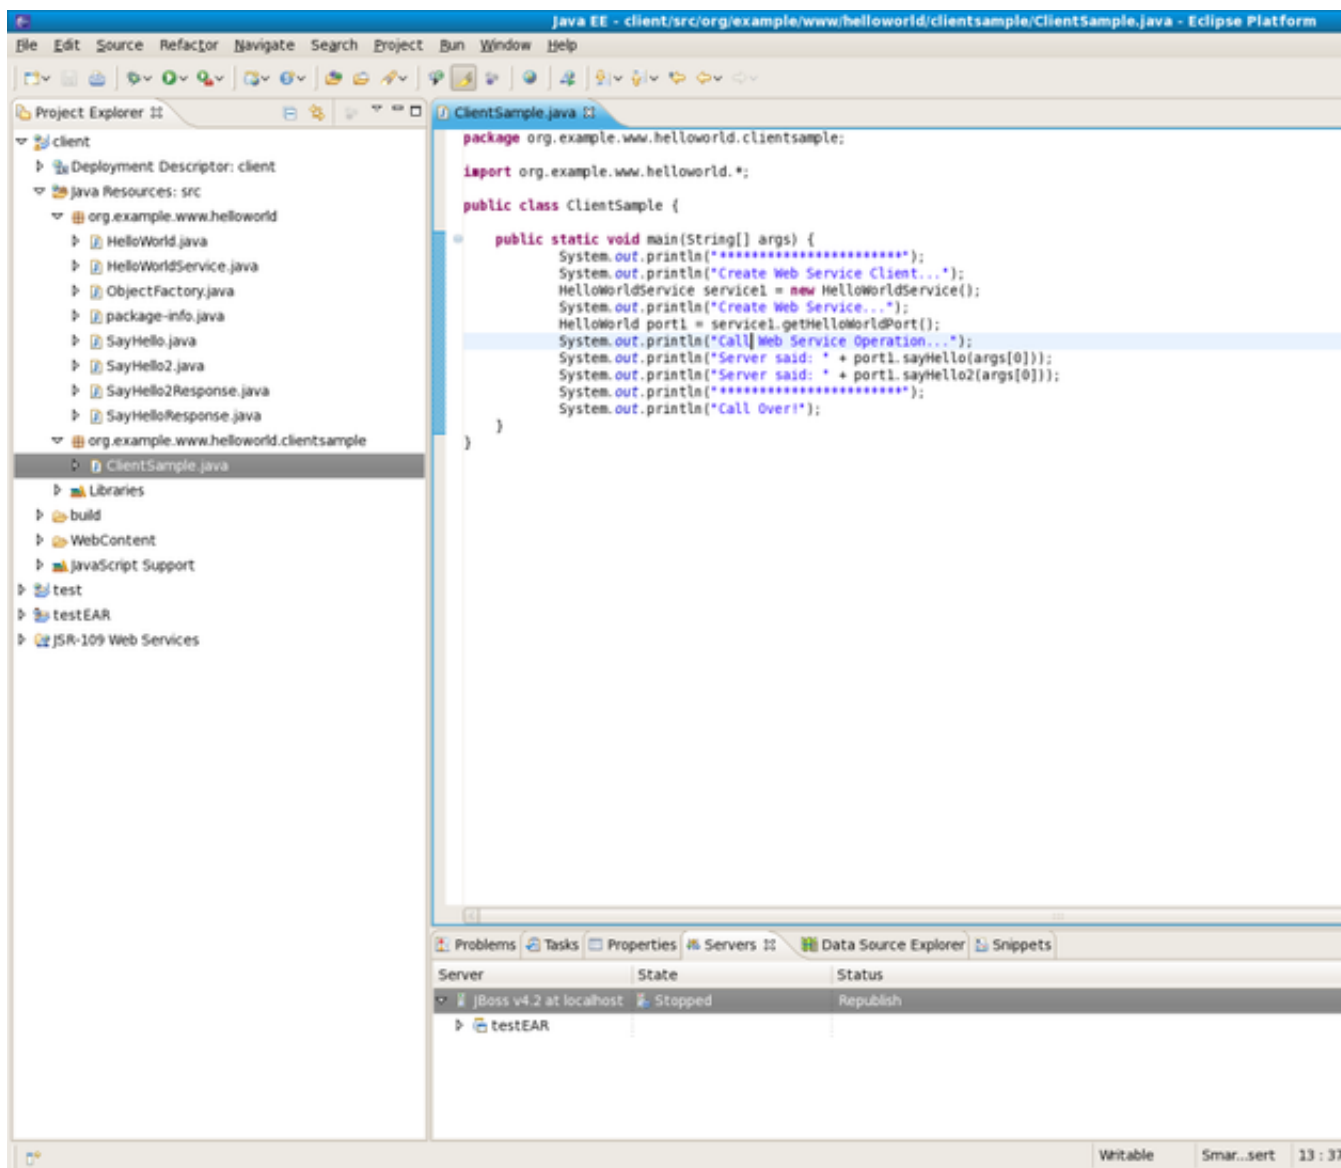 Java EE - client/src/org/example/www/helloworld/clientsample/ClientSample.java - Eclipse Platform
File Edit Source Refactor Navigate Search Project Run Window Help
Project Explorer
client
Deployment Descriptor: client
Java Resources: src
org.example.www.helloworld
HelloWorld.java
HelloWorldService.java
ObjectFactory.java
package-info.java
SayHello.java
SayHello2.java
SayHello2Response.java
SayHelloResponse.java
org.example.www.helloworld.clientsample
ClientSample.java
Libraries
build
WebContent
JavaScript Support
test
testEAR
JSR-109 Web Services
ClientSample.java
package org.example.www.helloworld.clientsample;
import org.example.www.helloworld.*;
public class ClientSample {
public static void main(String[] args) {
System.out.println("***********************");
System.out.println("Create Web Service Client...");
HelloWorldService service1 = new HelloWorldService();
System.out.println("Create Web Service...");
HelloWorld port1 = service1.getHelloWorldPort();
System.out.println("Call Web Service Operation...");
System.out.println("Server said: " + port1.sayHello(args[0]));
System.out.println("Server said: " + port1.sayHello2(args[0]));
System.out.println("***********************");
System.out.println("Call Over!");
}
}
Problems Tasks Properties Servers Data Source Explorer Snippets
Server State Status
JBoss v4.2 at localhost Stopped Republish
testEAR
Writable Smar...sert 13 : 37